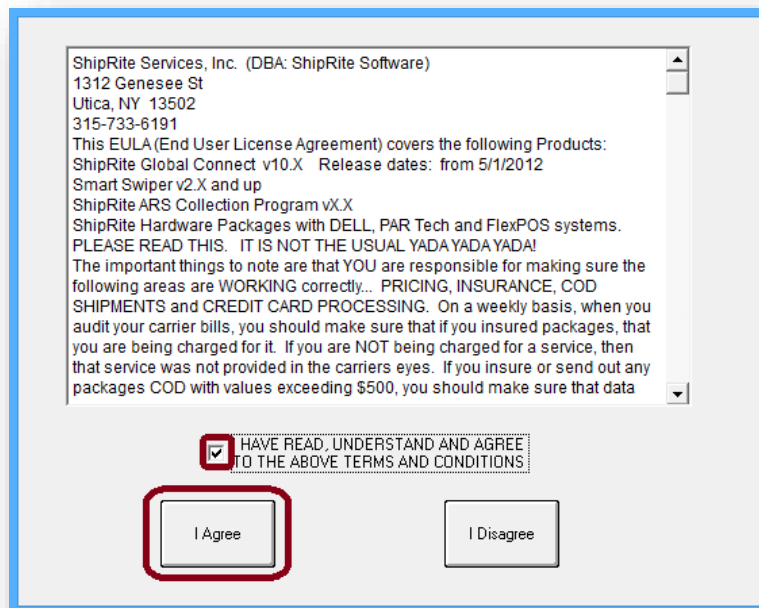 ShipRite Services, Inc. (DBA: ShipRite Software)
1312 Genesee St
Utica, NY 13502
315-733-6191
This EULA (End User License Agreement) covers the following Products:
ShipRite Global Connect v10.X Release dates: from 5/1/2012
Smart Swiper v2.X and up
ShipRite ARS Collection Program vX.X
ShipRite Hardware Packages with DELL, PAR Tech and FlexPOS systems.
PLEASE READ THIS. IT IS NOT THE USUAL YADA YADA YADA!
The important things to note are that YOU are responsible for making sure the
following areas are WORKING correctly... PRICING, INSURANCE, COD
SHIPMENTS and CREDIT CARD PROCESSING. On a weekly basis, when you
audit your carrier bills, you should make sure that if you insured packages, that
you are being charged for it. If you are NOT being charged for a service, then
that service was not provided in the carriers eyes. If you insure or send out any
packages COD with values exceeding $500, you should make sure that data
HAVE READ, UNDERSTAND AND AGREE
TO THE ABOVE TERMS AND CONDITIONS
I Agree
I Disagree